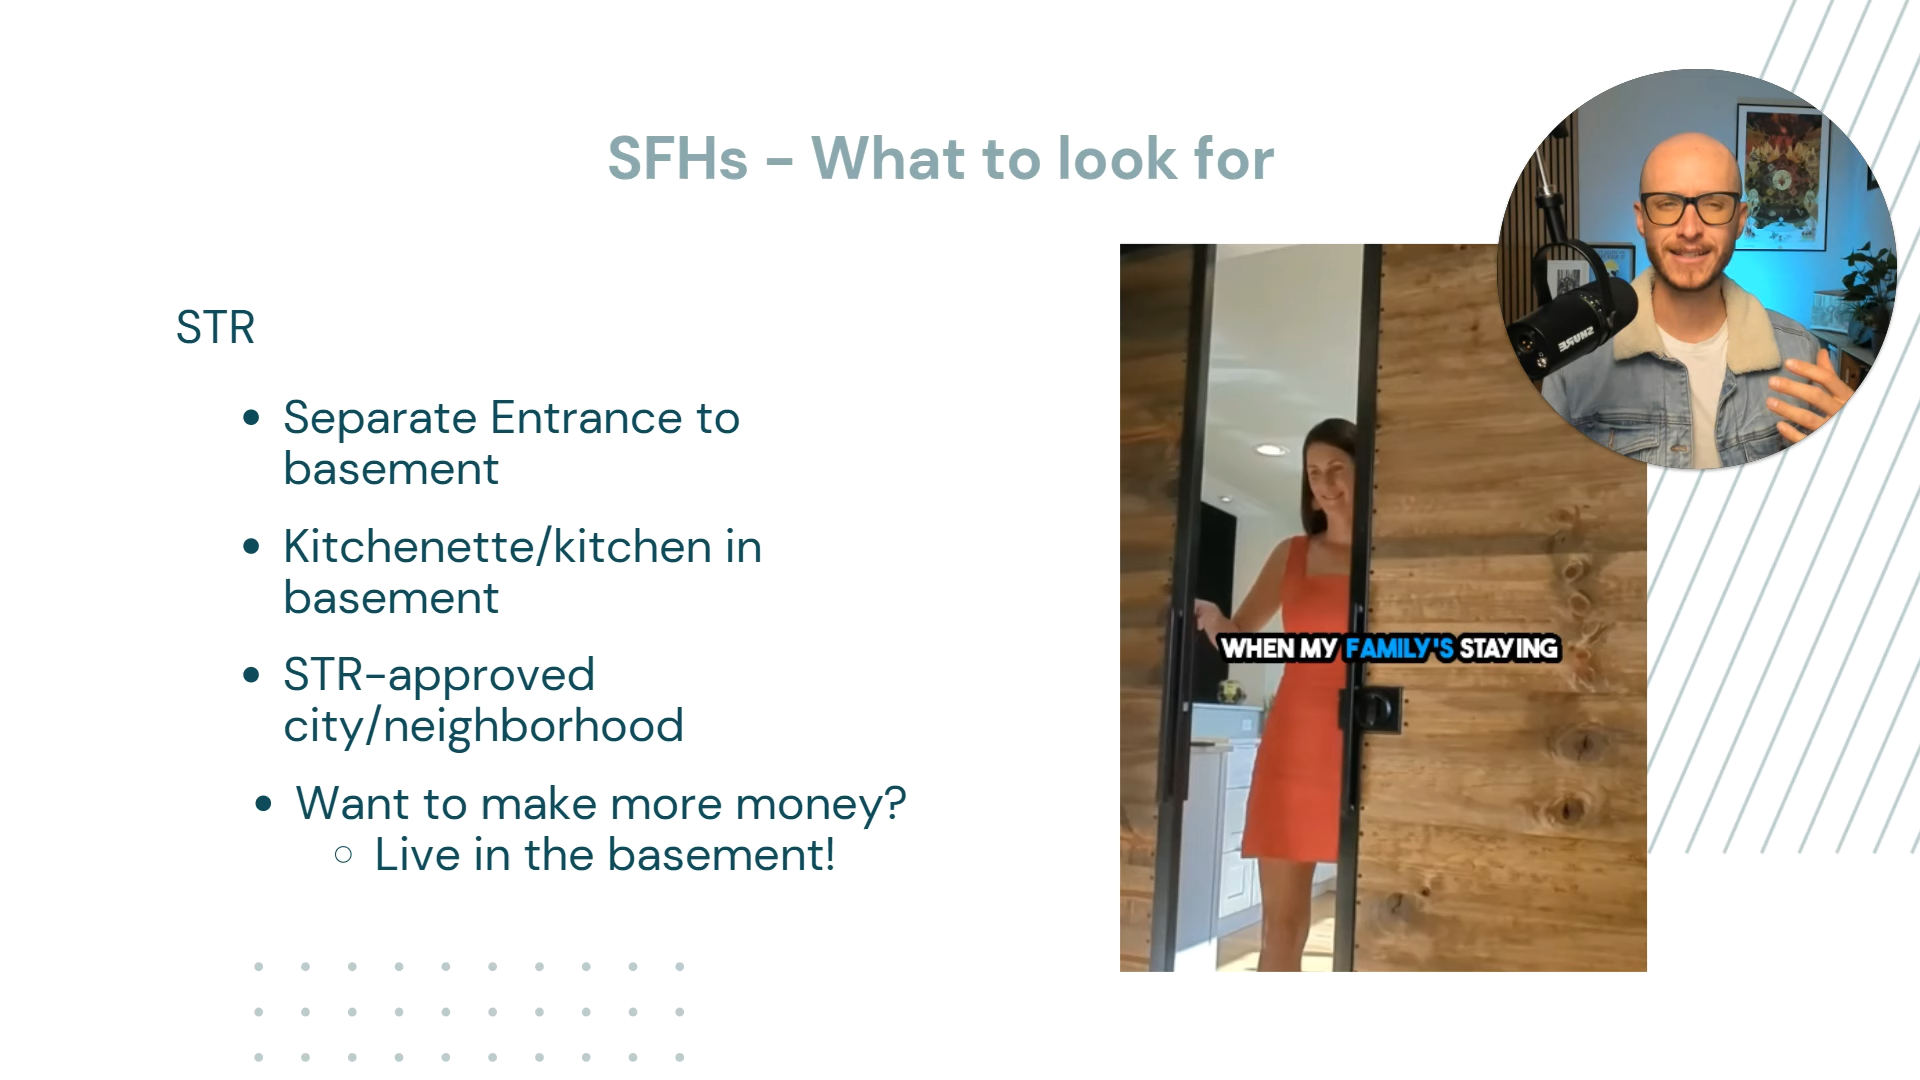 SFHs - What to look for
STR
Separate Entrance to
basement
Kitchenette/kitchen in
basement
STR-approved
city/neighborhood
Want to make more money?
Live in the basement!
WHEN MY FAMILY'S STAYING
SHURE